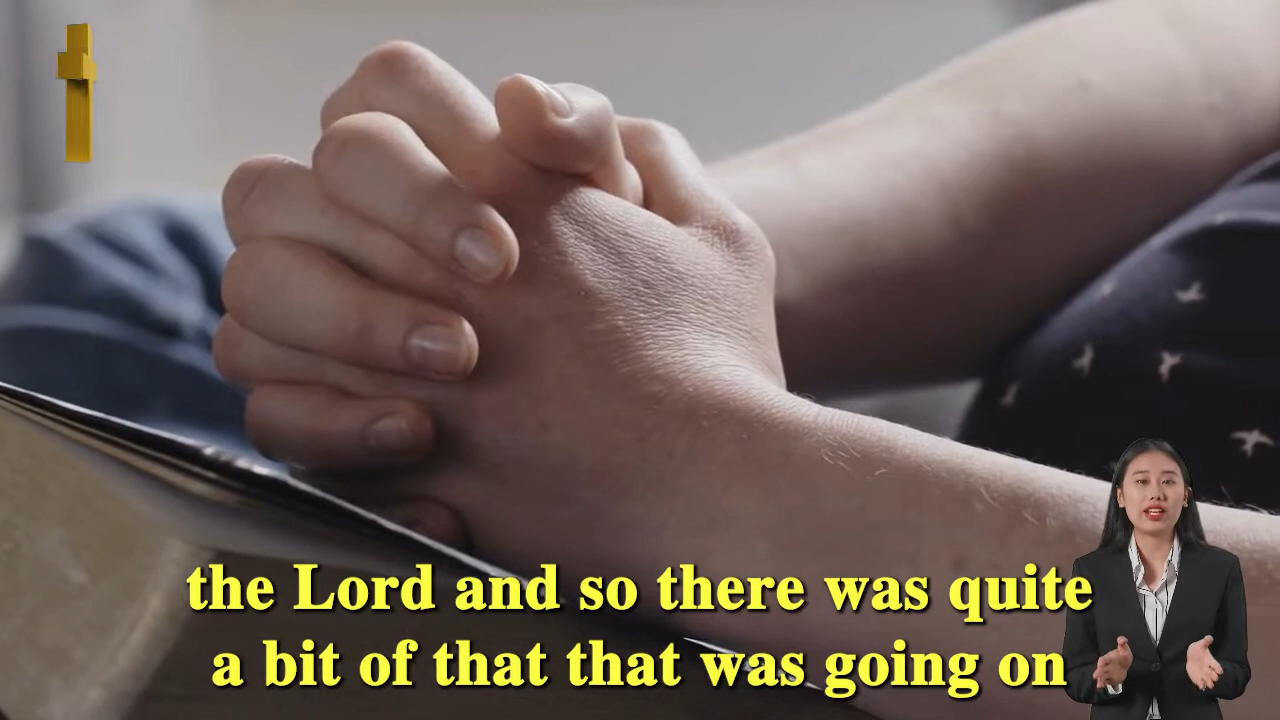 the Lord and so there was quite
a bit of that that was going on